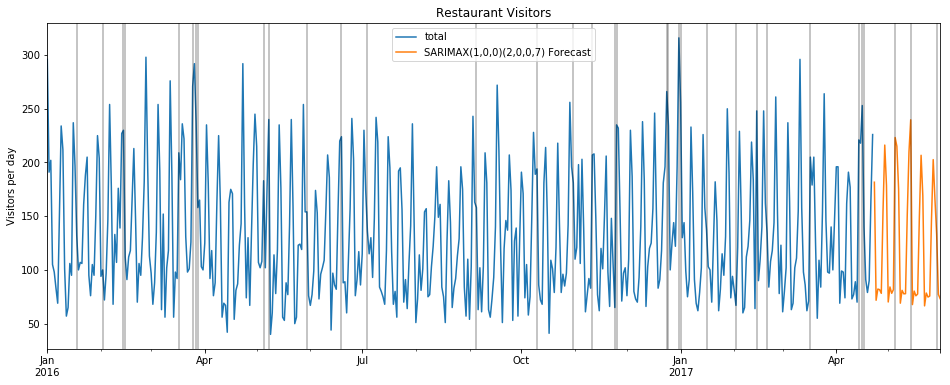 Restaurant Visitors
total
SARIMAX(1,0,0)(2,0,0,7) Forecast
Visitors per day
300
250
200
150
100
50
Jan Apr Jul Oct Jan Apr
2016 2017